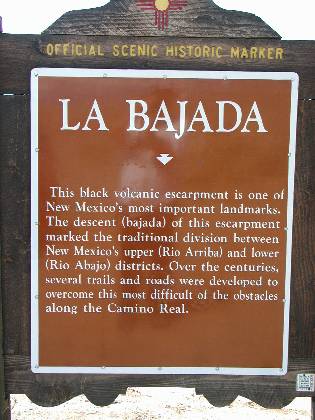 OFFICIAL SCENIC HISTORIC MARKER
LA BAJADA
This black volcanic escarpment is one of
New Mexico's most important landmarks.
The descent (bajada) of this escarpment
marked the traditional division between
New Mexico's upper (Rio Arriba) and lower
(Rio Abajo) districts. Over the centuries,
several trails and roads were developed to
overcome this most difficult of the obstacles
along the Camino Real.